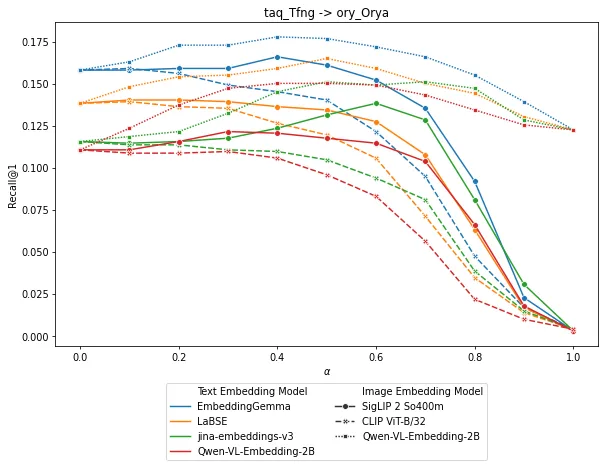 taq_Tfng -> ory_Orya
Recall@1
0.175
0.150
0.125
0.100
0.075
0.050
0.025
0.000
0.0
0.2
0.4
0.6
0.8
1.0
α
Text Embedding Model
EmbeddingGemma
LaBSE
jina-embeddings-v3
Qwen-VL-Embedding-2B
Image Embedding Model
SigLIP 2 So400m
CLIP ViT-B/32
Qwen-VL-Embedding-2B